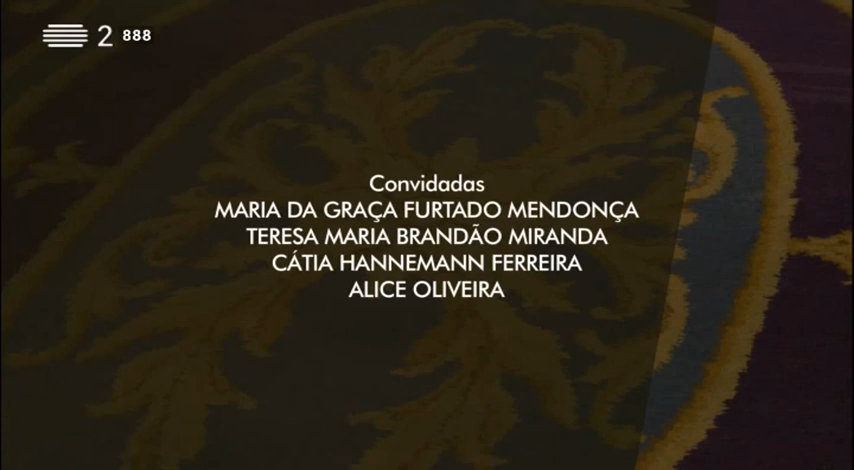 2 888
Convidadas
MARIA DA GRAÇA FURTADO MENDONÇA
TERESA MARIA BRANDÃO MIRANDA
CÁTIA HANNEMANN FERREIRA
ALICE OLIVEIRA